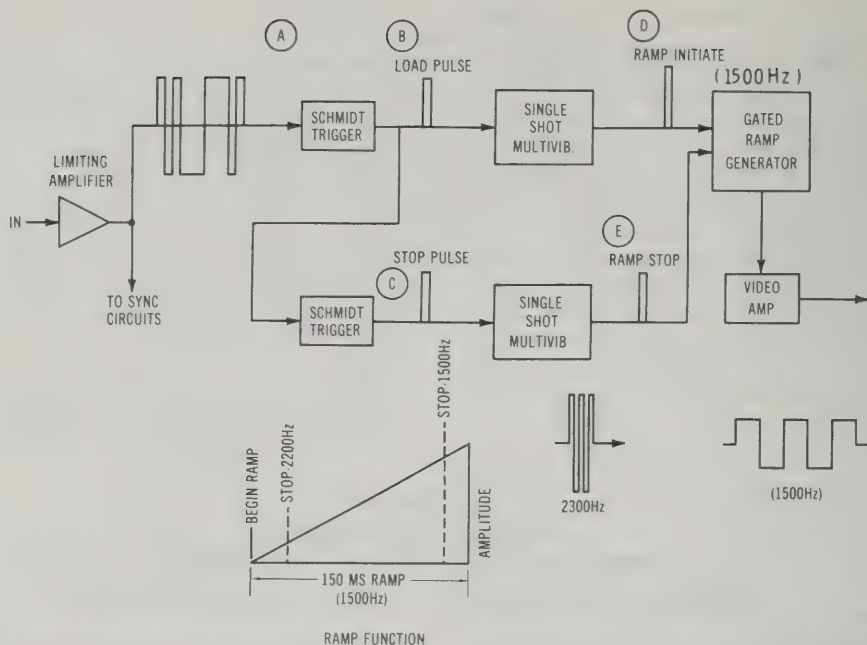 A
B
D
LOAD PULSE
RAMP INITIATE
(1500Hz)
SCHMIDT
TRIGGER
SINGLE
SHOT
MULTIVIB.
GATED
RAMP
GENERATOR
LIMITING
AMPLIFIER
IN
TO SYNC
CIRCUITS
C
STOP PULSE
E
RAMP STOP
SCHMIDT
TRIGGER
SINGLE
SHOT
MULTIVIB
VIDEO
AMP
BEGIN RAMP
STOP-2200Hz
STOP-1500Hz
AMPLITUDE
150 MS RAMP
(1500Hz)
2300Hz
(1500Hz)
RAMP FUNCTION